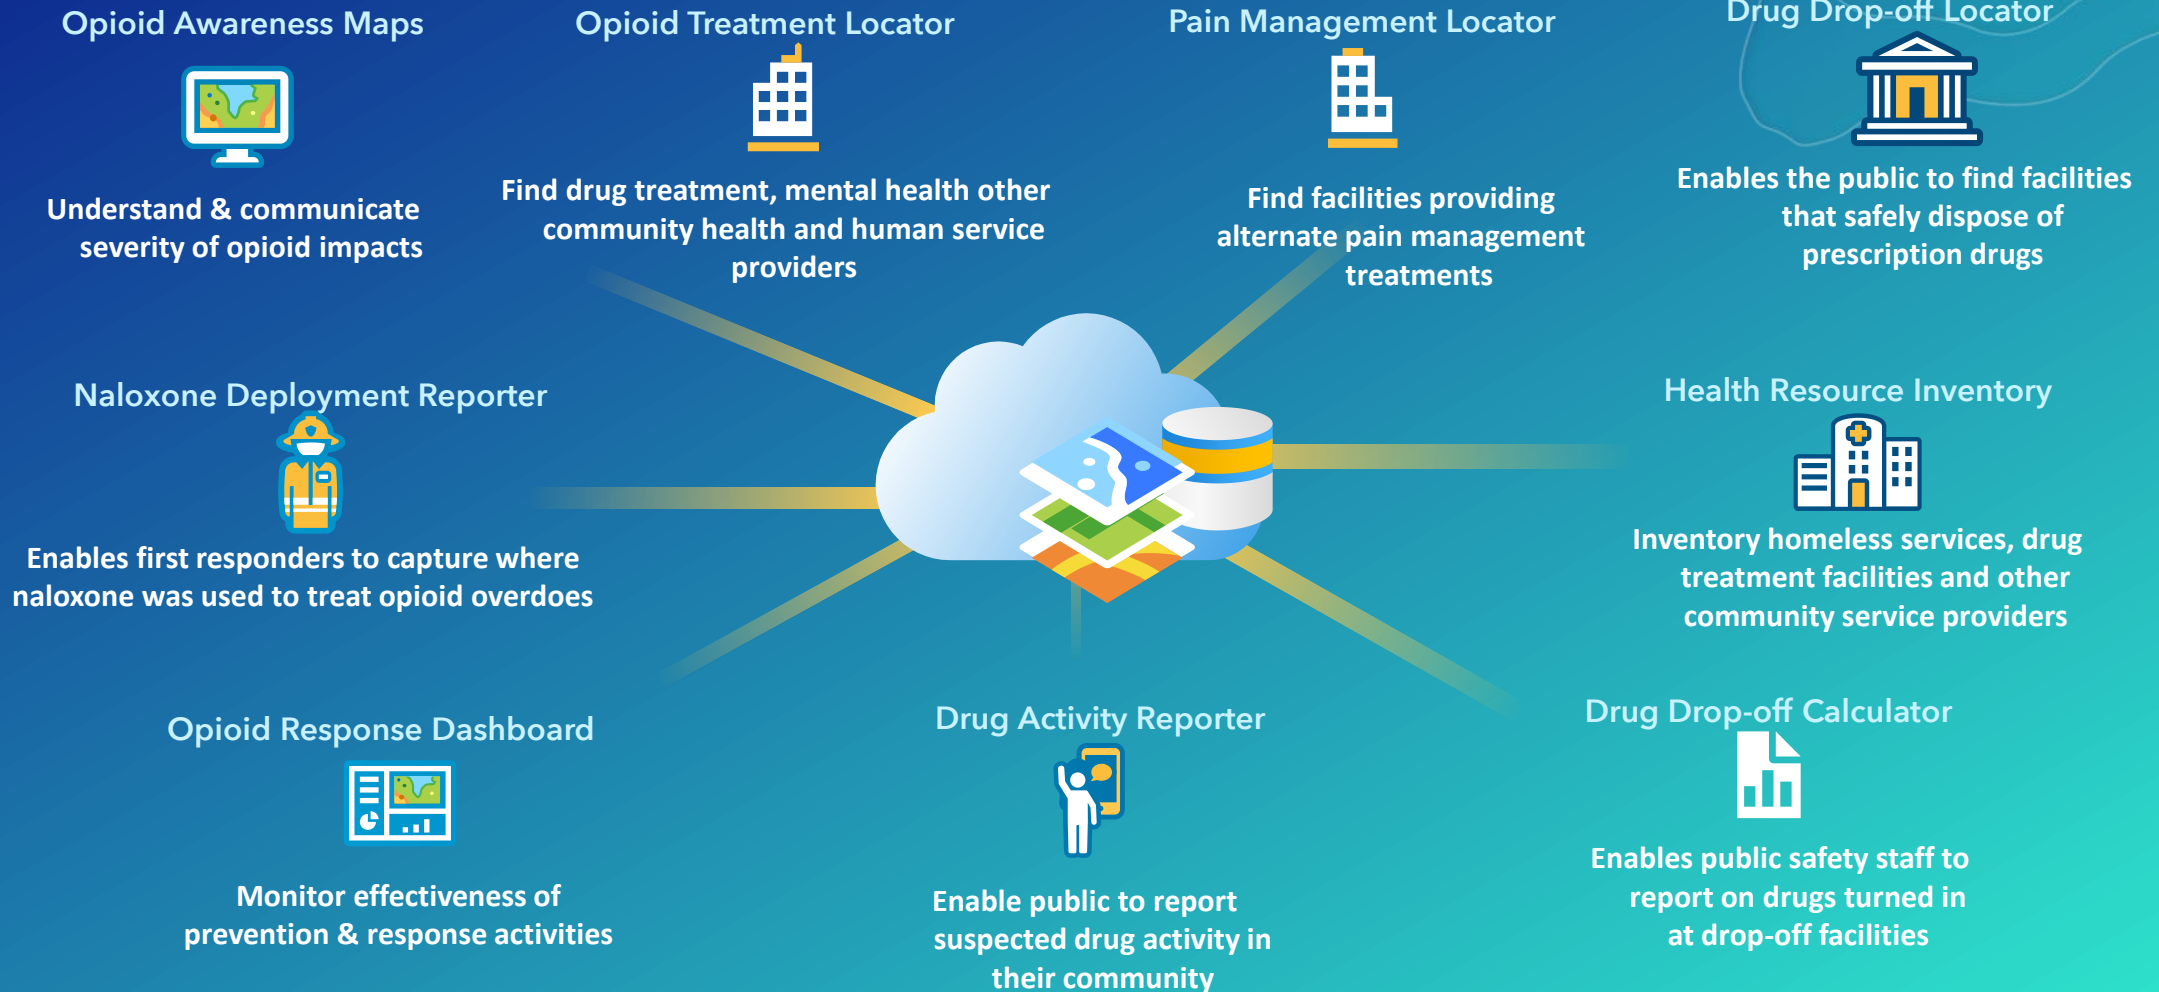 Opioid Awareness Maps
Understand & communicate
severity of opioid impacts
Opioid Treatment Locator
Find drug treatment, mental health other
community health and human service
providers
Pain Management Locator
Find facilities providing
alternate pain management
treatments
Drug Drop-off Locator
Enables the public to find facilities
that safely dispose of
prescription drugs
Naloxone Deployment Reporter
Enables first responders to capture where
naloxone was used to treat opioid overdoes
Health Resource Inventory
Inventory homeless services, drug
treatment facilities and other
community service providers
Opioid Response Dashboard
Monitor effectiveness of
prevention & response activities
Drug Activity Reporter
Enable public to report
suspected drug activity in
their community
Drug Drop-off Calculator
Enables public safety staff to
report on drugs turned in
at drop-off facilities